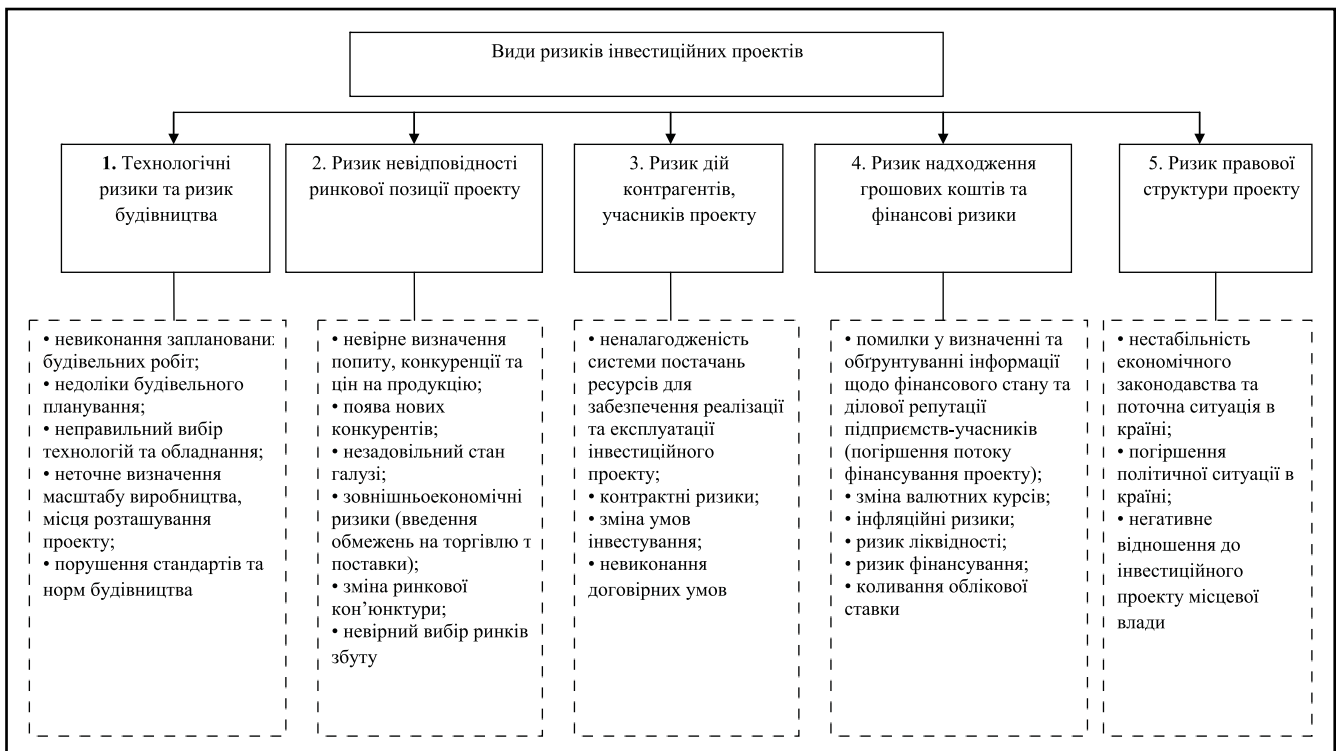 Види ризиків інвестиційних проектів
1. Технологічні
ризики та ризик
будівництва
2. Ризик невідповідності
ринкової позиції проекту
3. Ризик дій
контрагентів,
учасників проекту
4. Ризик надходження
грошових коштів та
фінансові ризики
5. Ризик правової
структури проекту
• невиконання запланованих
будівельних робіт;
• недоліки будівельного
планування;
• неправильний вибір
технологій та обладнання;
• неточне визначення
масштабу виробництва,
місця розташування
проекту;
• порушення стандартів та
норм будівництва
• невірне визначення
попиту, конкуренції та
цін на продукцію;
• поява нових
конкурентів;
• незадовільний стан
галузі;
• зовнішньоекономічні
ризики (введення
обмежень на торгівлю т
поставки);
• зміна ринкової
кон’юнктури;
• невірний вибір ринків
збуту
• неналагодженість
системи постачань
ресурсів для
забезпечення реалізації
та експлуатації
інвестиційного
проекту;
• контрактні ризики;
• зміна умов
інвестування;
• невиконання
договірних умов
• помилки у визначенні та
обґрунтуванні інформації
щодо фінансового стану та
ділової репутації
підприємств-учасників
(погіршення потоку
фінансування проекту);
• зміна валютних курсів;
• інфляційні ризики;
• ризик ліквідності;
• ризик фінансування;
• коливання облікової
ставки
• нестабільність
економічного
законодавства та
поточна ситуація в
країні;
• погіршення
політичної ситуації в
країні;
• негативне
відношення до
інвестиційного
проекту місцевої
влади